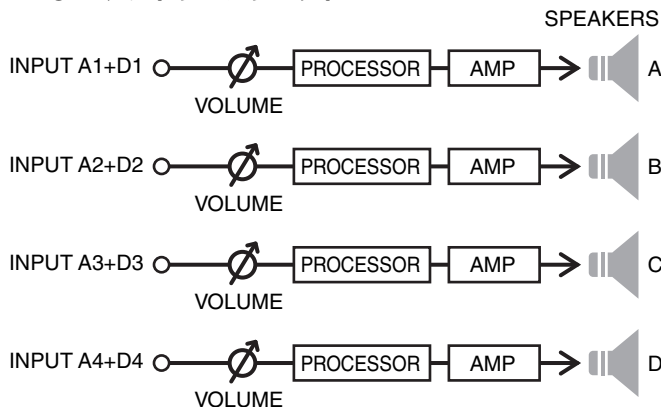 SPEAKERS
INPUT A1+D1 PROCESSOR AMP A
VOLUME
INPUT A2+D2 PROCESSOR AMP B
VOLUME
INPUT A3+D3 PROCESSOR AMP C
VOLUME
INPUT A4+D4 PROCESSOR AMP D
VOLUME